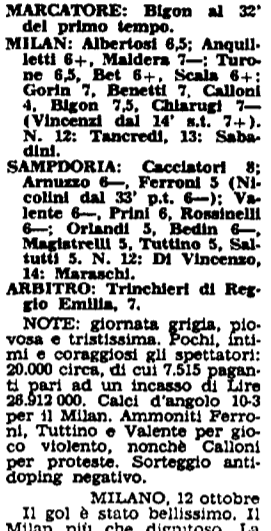 MARCATORE: Bigon al 32'
del primo tempo.
MILAN: Albertosi 6,5; Anquil-
letti 6+, Maldera 7—; Turo-
ne 6,5, Bet 6+, Scala 6+;
Gorin 7, Benetti 7, Calloni
4, Bigon 7,5, Chiarugi 7—
(Vincenzi dal 14' s.t. 7+).
N. 12: Tancredi, 13: Saba-
dini.
SAMPDORIA: Cacciatori 8;
Arnuzzo 6—, Ferroni 5 (Ni-
colini dal 33' p.t. 6—); Va-
lente 6—, Prini 6, Rossinelli
6—; Orlandi 5, Bedin 6—,
Magistrelli 5, Tuttino 5, Sal-
tutti 5. N. 12: Di Vincenzo,
14: Maraschi.
ARBITRO: Trinchieri di Reg-
gio Emilia, 7.
NOTE: giornata grigia, pio-
vosa e tristissima. Pochi, inti-
mi e coraggiosi gli spettatori:
20.000 circa, di cui 7.515 pagan-
ti pari ad un incasso di Lire
26.912 000. Calci d'angolo 10-3
per il Milan. Ammoniti Ferro-
ni, Tuttino e Valente per gio-
co violento, nonchè Calloni
per proteste. Sorteggio anti-
doping negativo.
MILANO, 12 ottobre
Il gol è stato bellissimo. Il
Milan più che dignitoso. La